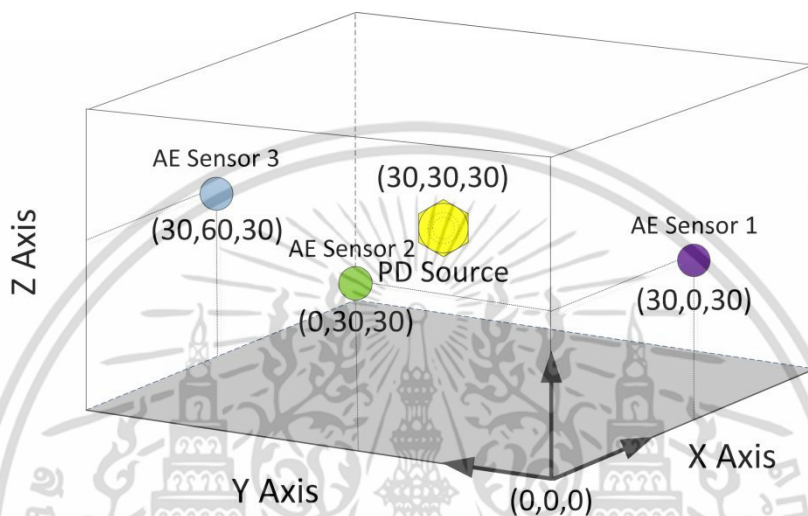 AE Sensor 3
(30,30,30)
AE Sensor 1
(30,60,30)
AE Sensor 2
PD Source
(30,0,30)
(0,30,30)
Z Axis
X Axis
Y Axis
(0,0,0)